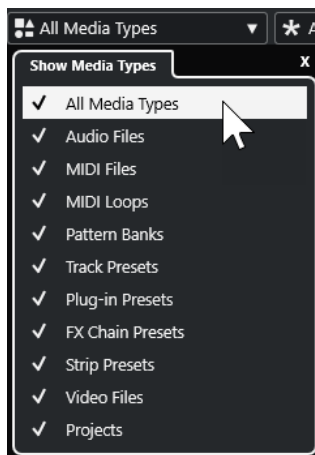 All Media Types
Show Media Types X
All Media Types
Audio Files
MIDI Files
MIDI Loops
Pattern Banks
Track Presets
Plug-in Presets
FX Chain Presets
Strip Presets
Video Files
Projects